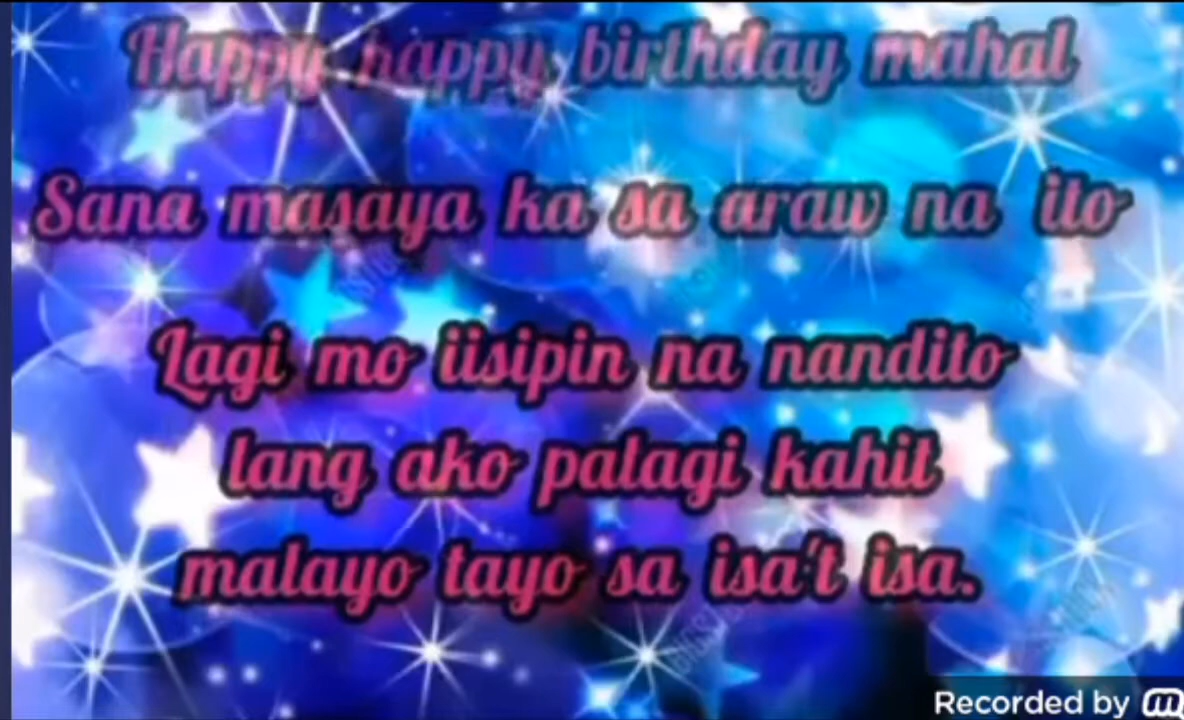 Happy happy birthday mahal
Sana masaya ka sa araw na ito
Lagi mo iisipin na nandito
lang ako palagi kahit
malayo tayo sa isa't isa.
Recorded by